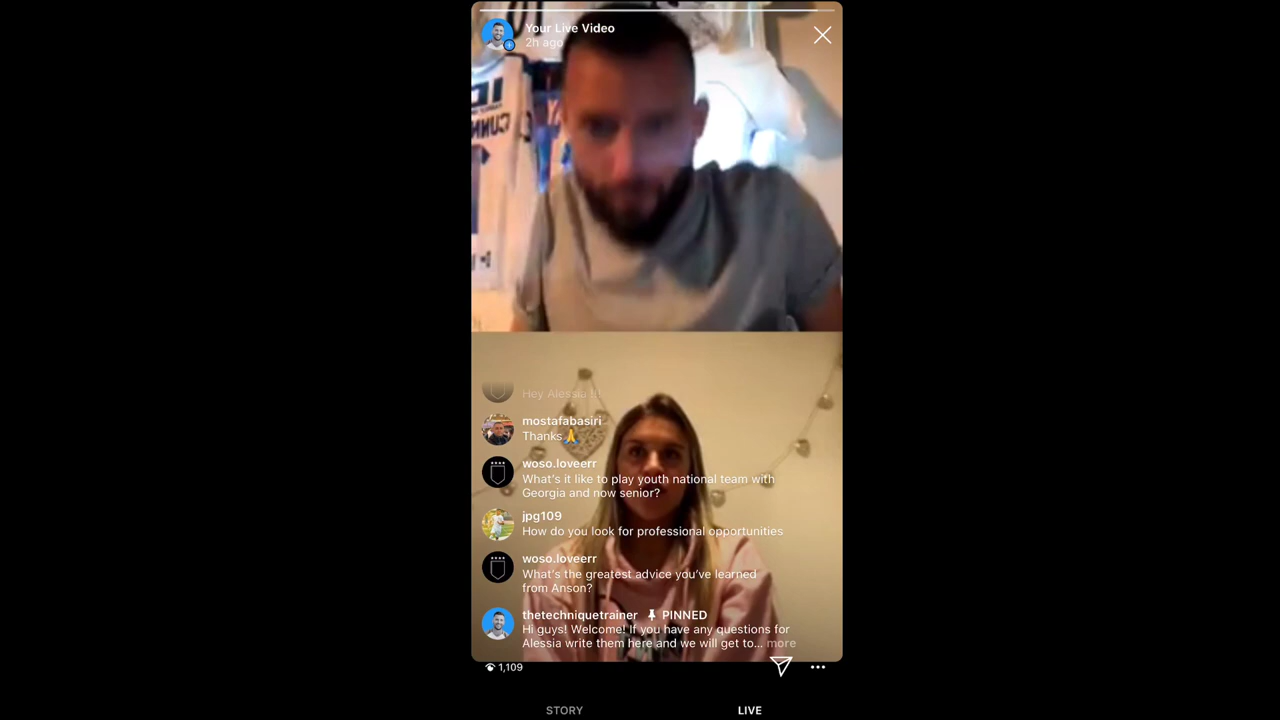 Your Live Video
2h ago
CUNN
Hey Alessia !!!
mostafabasiri
Thanks🙏
woso.loveerr
What's it like to play youth national team with
Georgia and now senior?
jpg109
How do you look for professional opportunities
woso.loveerr
What's the greatest advice you've learned
from Anson?
thetechniquetrainer PINNED
Hi guys! Welcome! If you have any questions for
Alessia write them here and we will get to... more
1,109
STORY
LIVE